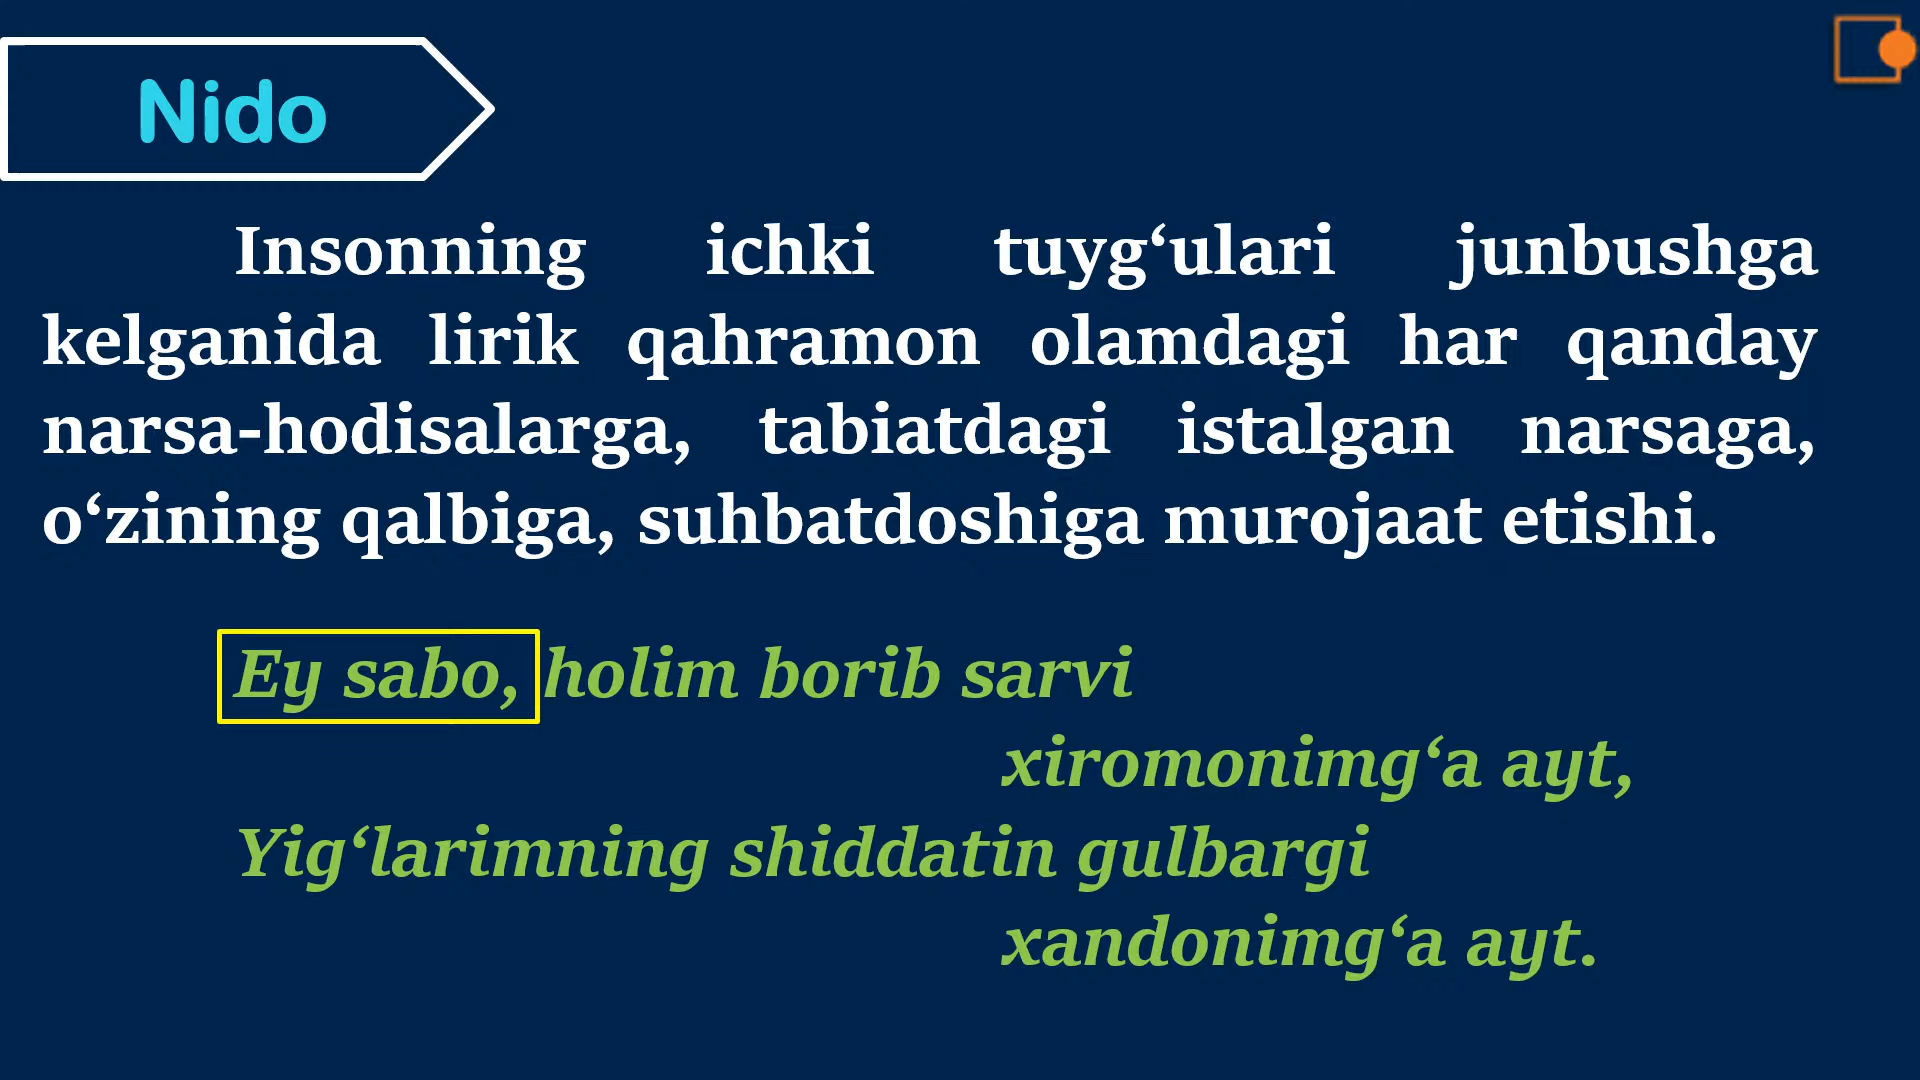 Nido
Insonning ichki tuyg‘ulari junbushga
kelganida lirik qahramon olamdagi har qanday
narsa-hodisalarga, tabiatdagi istalgan narsaga,
o‘zining qalbiga, suhbatdoshiga murojaat etishi.
Ey sabo, holim borib sarvi
xiromonimg‘a ayt,
Yig‘larimning shiddatin gulbargi
xandonimg‘a ayt.